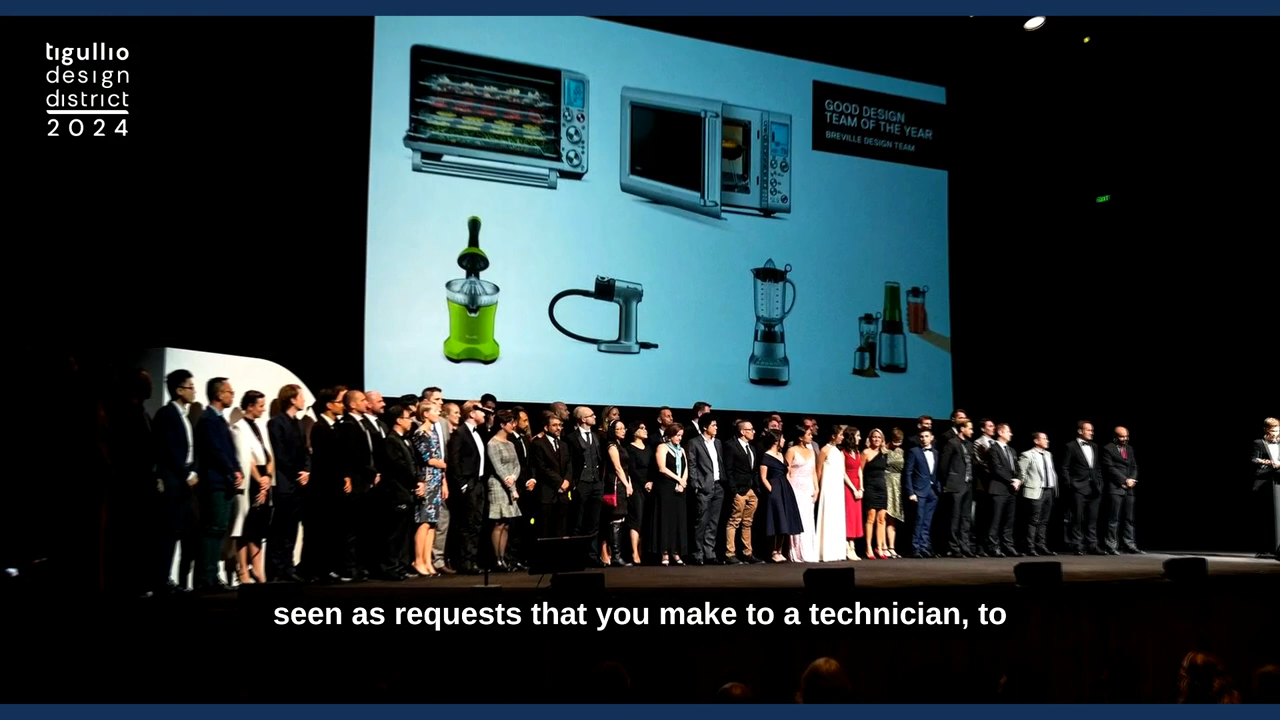 tigullio
design
district
2024
GOOD DESIGN
TEAM OF THE YEAR
BREVILLE DESIGN TEAM
seen as requests that you make to a technician, to